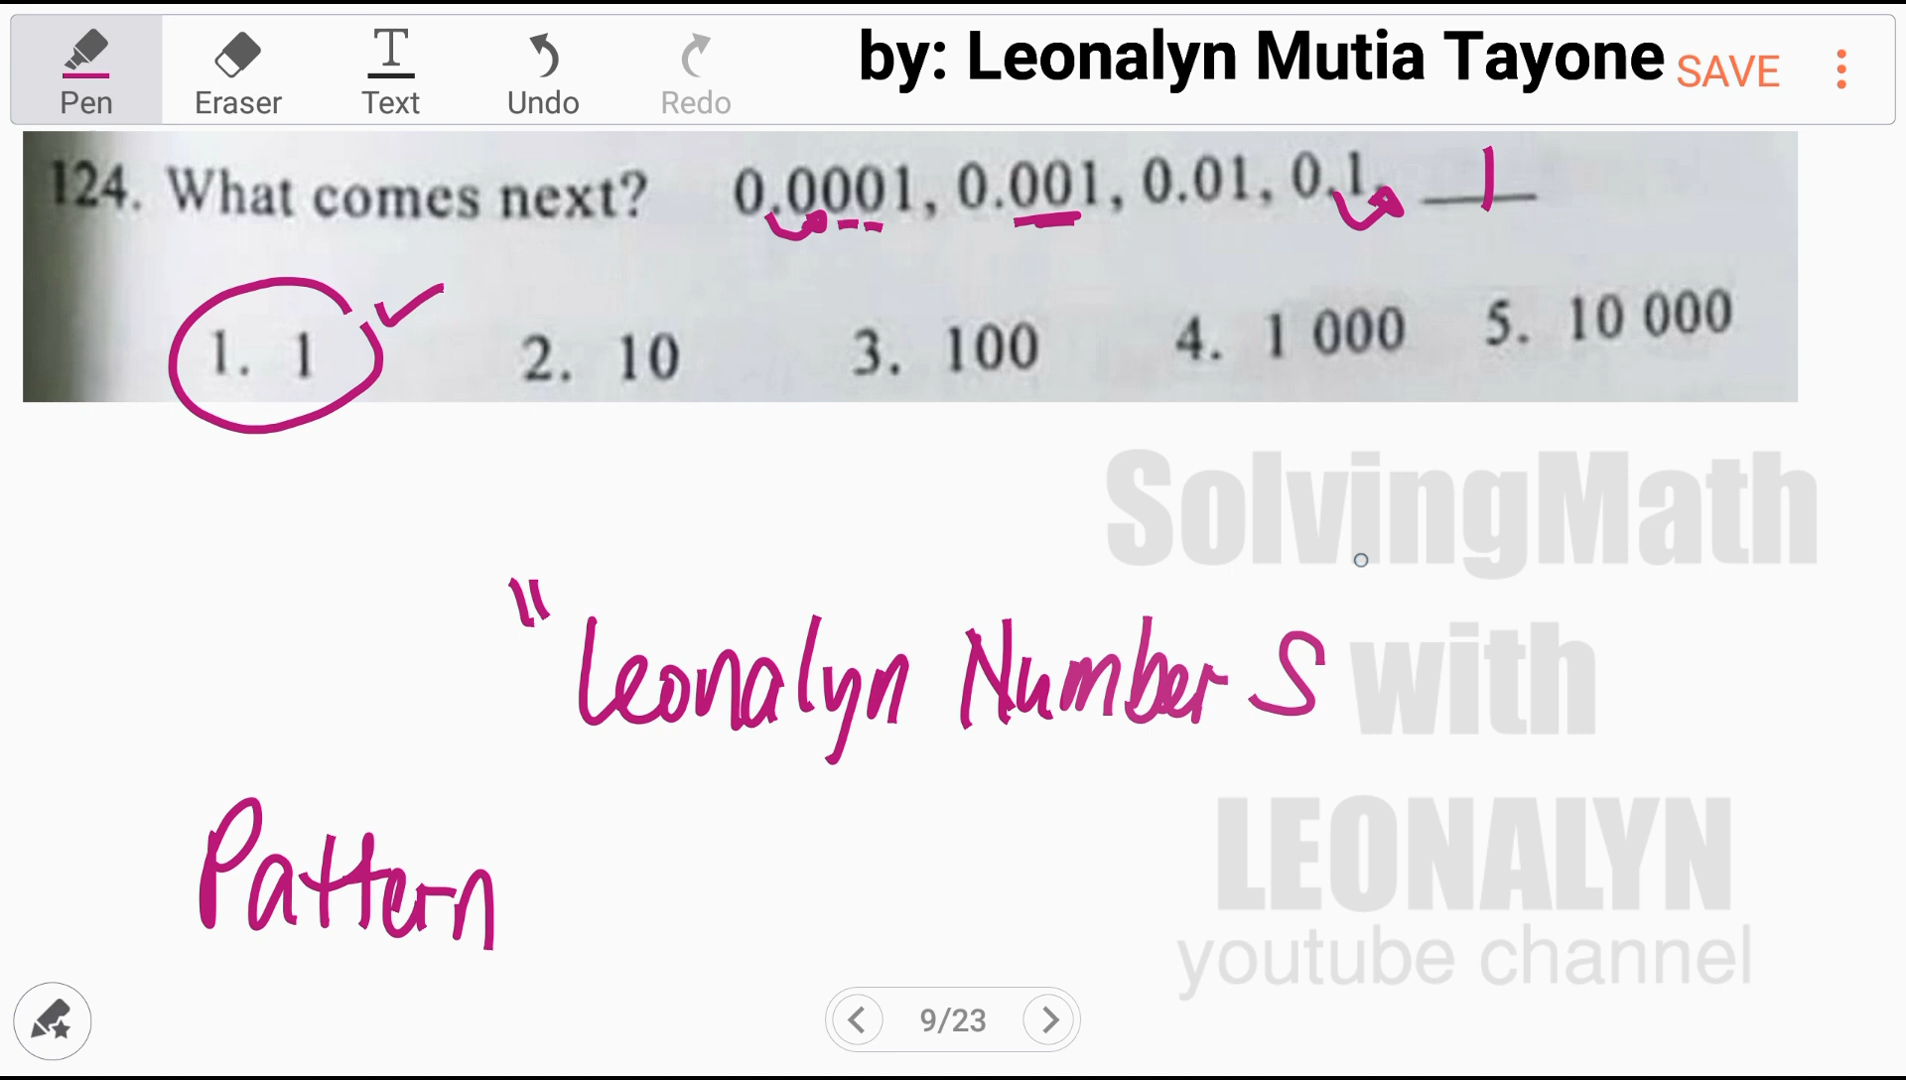 by: Leonalyn Mutia Tayone
Pen Eraser Text Undo Redo SAVE
124. What comes next? 0.0001, 0.001, 0.01, 0.1, 1
1. 1 2. 10 3. 100 4. 1 000 5. 10 000
SolvingMath
with
LEONALYN
youtube channel
"Leonalyn Numbers
Pattern
9/23